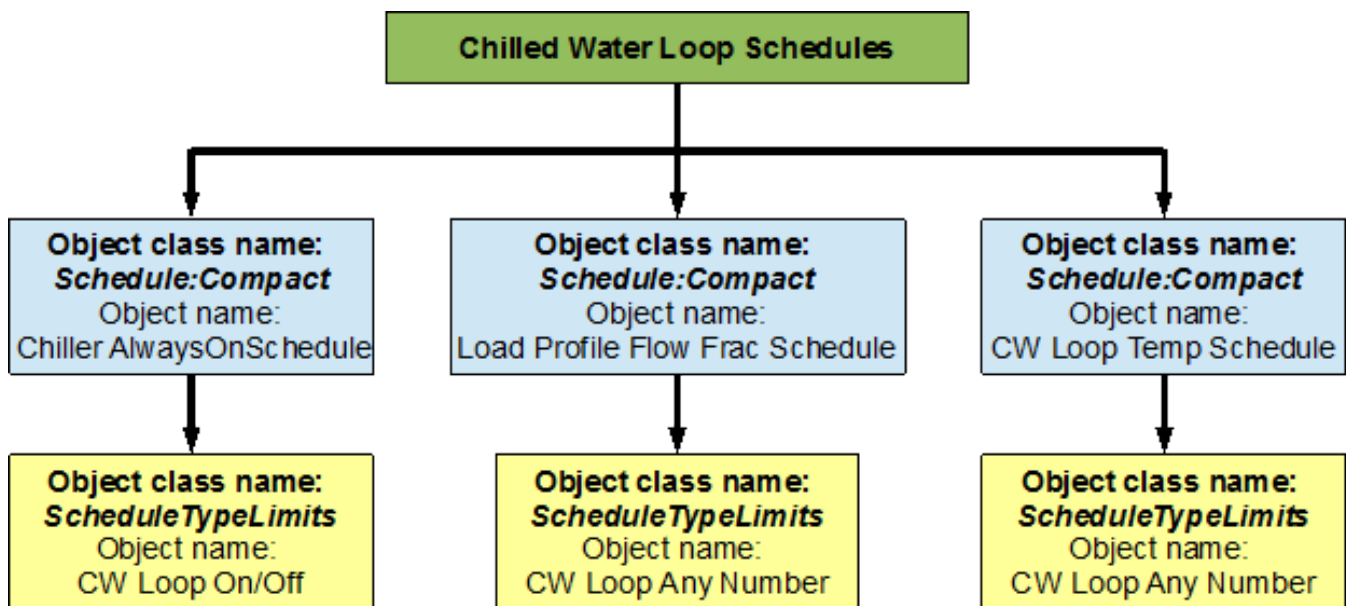 Chilled Water Loop Schedules
Object class name:
Schedule:Compact
Object name:
Chiller AlwaysOnSchedule
Object class name:
Schedule:Compact
Object name:
Load Profile Flow Frac Schedule
Object class name:
Schedule:Compact
Object name:
CW Loop Temp Schedule
Object class name:
ScheduleTypeLimits
Object name:
CW Loop On/Off
Object class name:
ScheduleTypeLimits
Object name:
CW Loop Any Number
Object class name:
ScheduleTypeLimits
Object name:
CW Loop Any Number